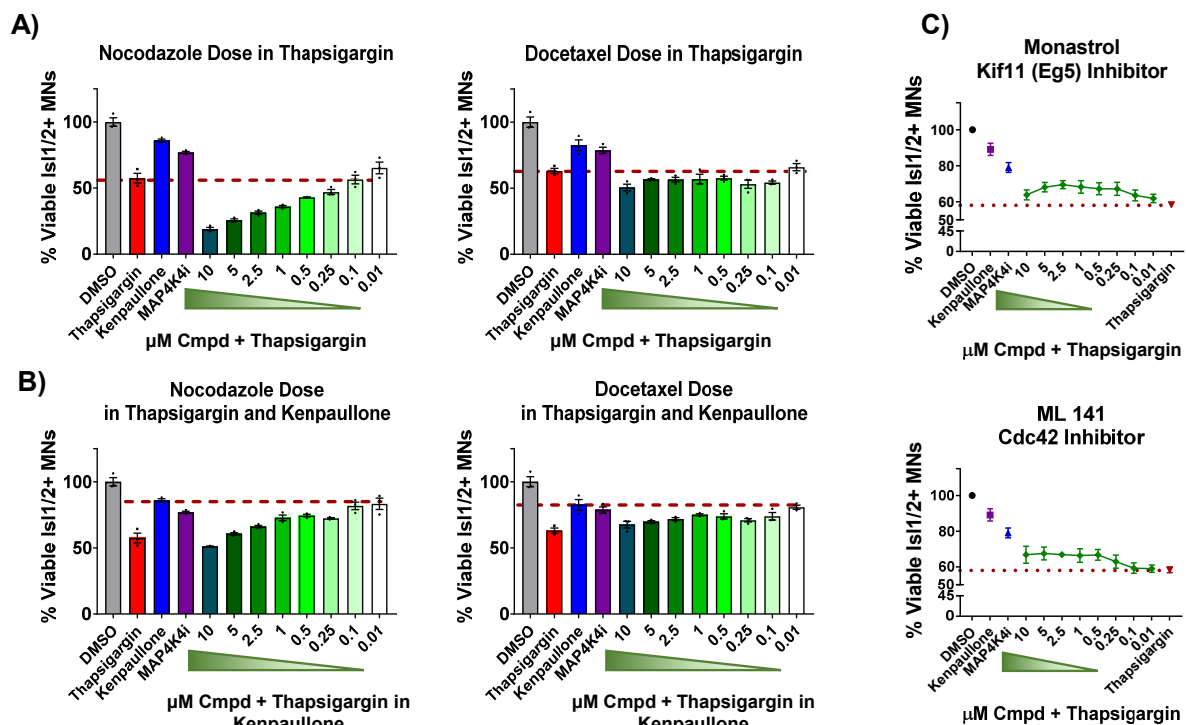 A)
Nocodazole Dose in Thapsigargin
% Viable Isl1/2+ MNs
100
50
0
DMSO
Thapsigargin
Kenpaullone
MAP4K4i
10
5
2.5
1
0.5
0.25
0.1
0.01
µM Cmpd + Thapsigargin
Docetaxel Dose in Thapsigargin
% Viable Isl1/2+ MNs
100
50
0
DMSO
Thapsigargin
Kenpaullone
MAP4K4i
10
5
2.5
1
0.5
0.25
0.1
0.01
µM Cmpd + Thapsigargin
B)
Nocodazole Dose
in Thapsigargin and Kenpaullone
% Viable Isl1/2+ MNs
100
50
0
DMSO
Thapsigargin
Kenpaullone
MAP4K4i
10
5
2.5
1
0.5
0.25
0.1
0.01
µM Cmpd + Thapsigargin in
Kenpaullone
Docetaxel Dose
in Thapsigargin and Kenpaullone
% Viable Isl1/2+ MNs
100
50
0
DMSO
Thapsigargin
Kenpaullone
MAP4K4i
10
5
2.5
1
0.5
0.25
0.1
0.01
µM Cmpd + Thapsigargin in
Kenpaullone
C)
Monastrol
Kif11 (Eg5) Inhibitor
% Viable Isl1/2+ MNs
100
80
60
50
45
0
DMSO
Kenpaullone
MAP4K4i
10
5
2.5
1
0.5
0.25
0.1
0.01
Thapsigargin
µM Cmpd + Thapsigargin
ML 141
Cdc42 Inhibitor
% Viable Isl1/2+ MNs
100
80
60
50
45
0
DMSO
Kenpaullone
MAP4K4i
10
5
2.5
1
0.5
0.25
0.1
0.01
Thapsigargin
µM Cmpd + Thapsigargin